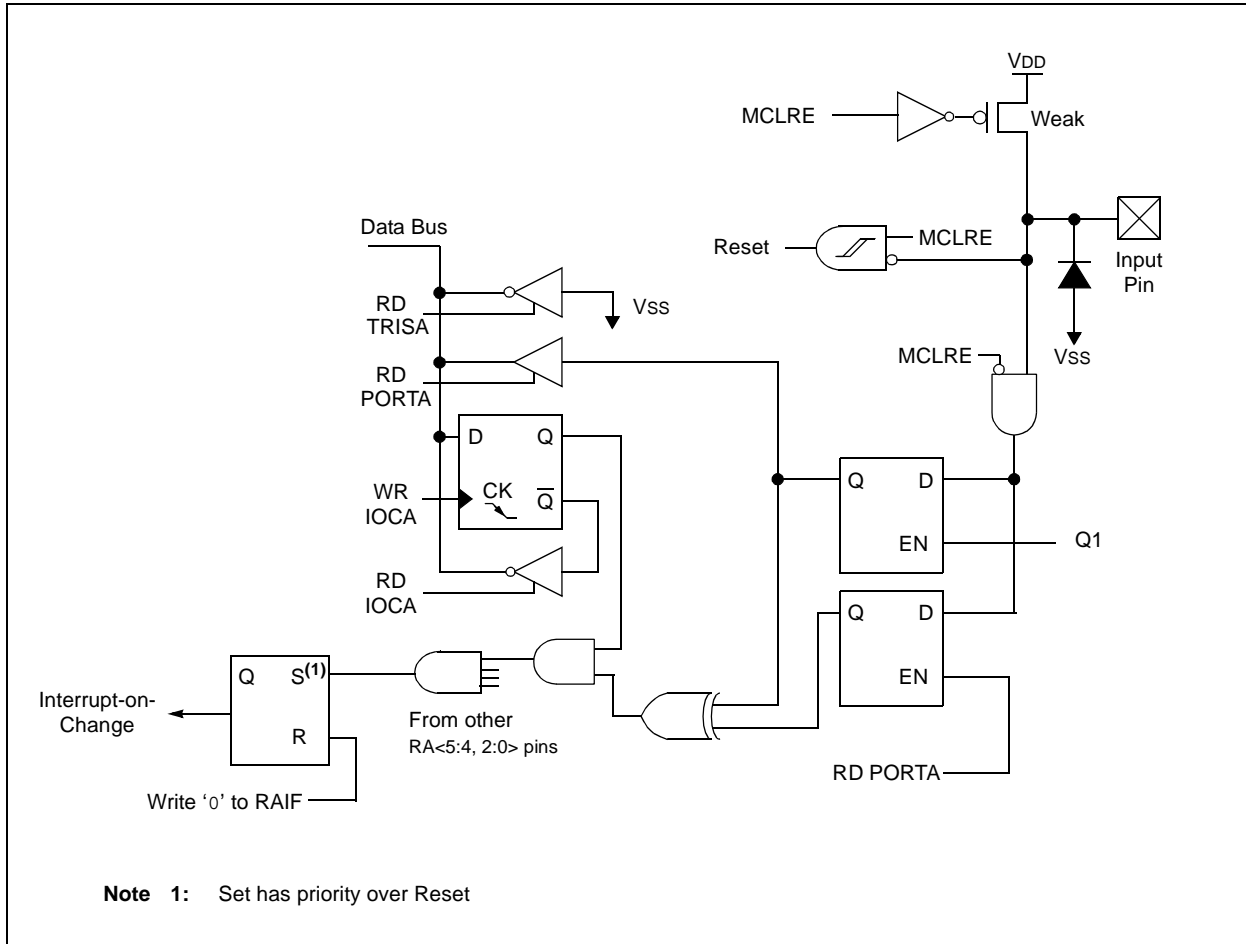 VDD
MCLRE
Weak
Data Bus
Reset
MCLRE
Input
Pin
RD
TRISA
VSS
MCLRE
VSS
RD
PORTA
D Q
WR
IOCA
CK
Q
Q D
EN
Q1
RD
IOCA
Q D
EN
Q S(1)
R
Interrupt-on-
Change
From other
RA<5:4, 2:0> pins
RD PORTA
Write ‘0’ to RAIF
Note 1: Set has priority over Reset